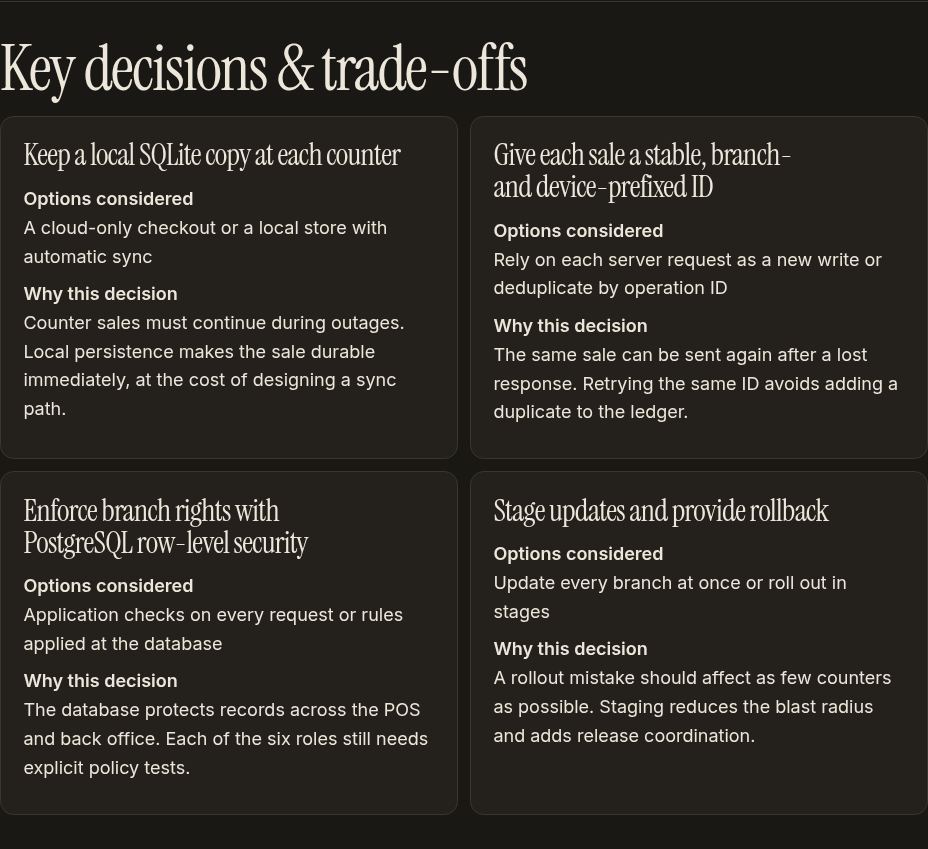 Key decisions & trade-offs
Keep a local SQLite copy at each counter
Options considered
A cloud-only checkout or a local store with
automatic sync
Why this decision
Counter sales must continue during outages.
Local persistence makes the sale durable
immediately, at the cost of designing a sync
path.
Give each sale a stable, branch-
and device-prefixed ID
Options considered
Rely on each server request as a new write or
deduplicate by operation ID
Why this decision
The same sale can be sent again after a lost
response. Retrying the same ID avoids adding a
duplicate to the ledger.
Enforce branch rights with
PostgreSQL row-level security
Options considered
Application checks on every request or rules
applied at the database
Why this decision
The database protects records across the POS
and back office. Each of the six roles still needs
explicit policy tests.
Stage updates and provide rollback
Options considered
Update every branch at once or roll out in
stages
Why this decision
A rollout mistake should affect as few counters
as possible. Staging reduces the blast radius
and adds release coordination.